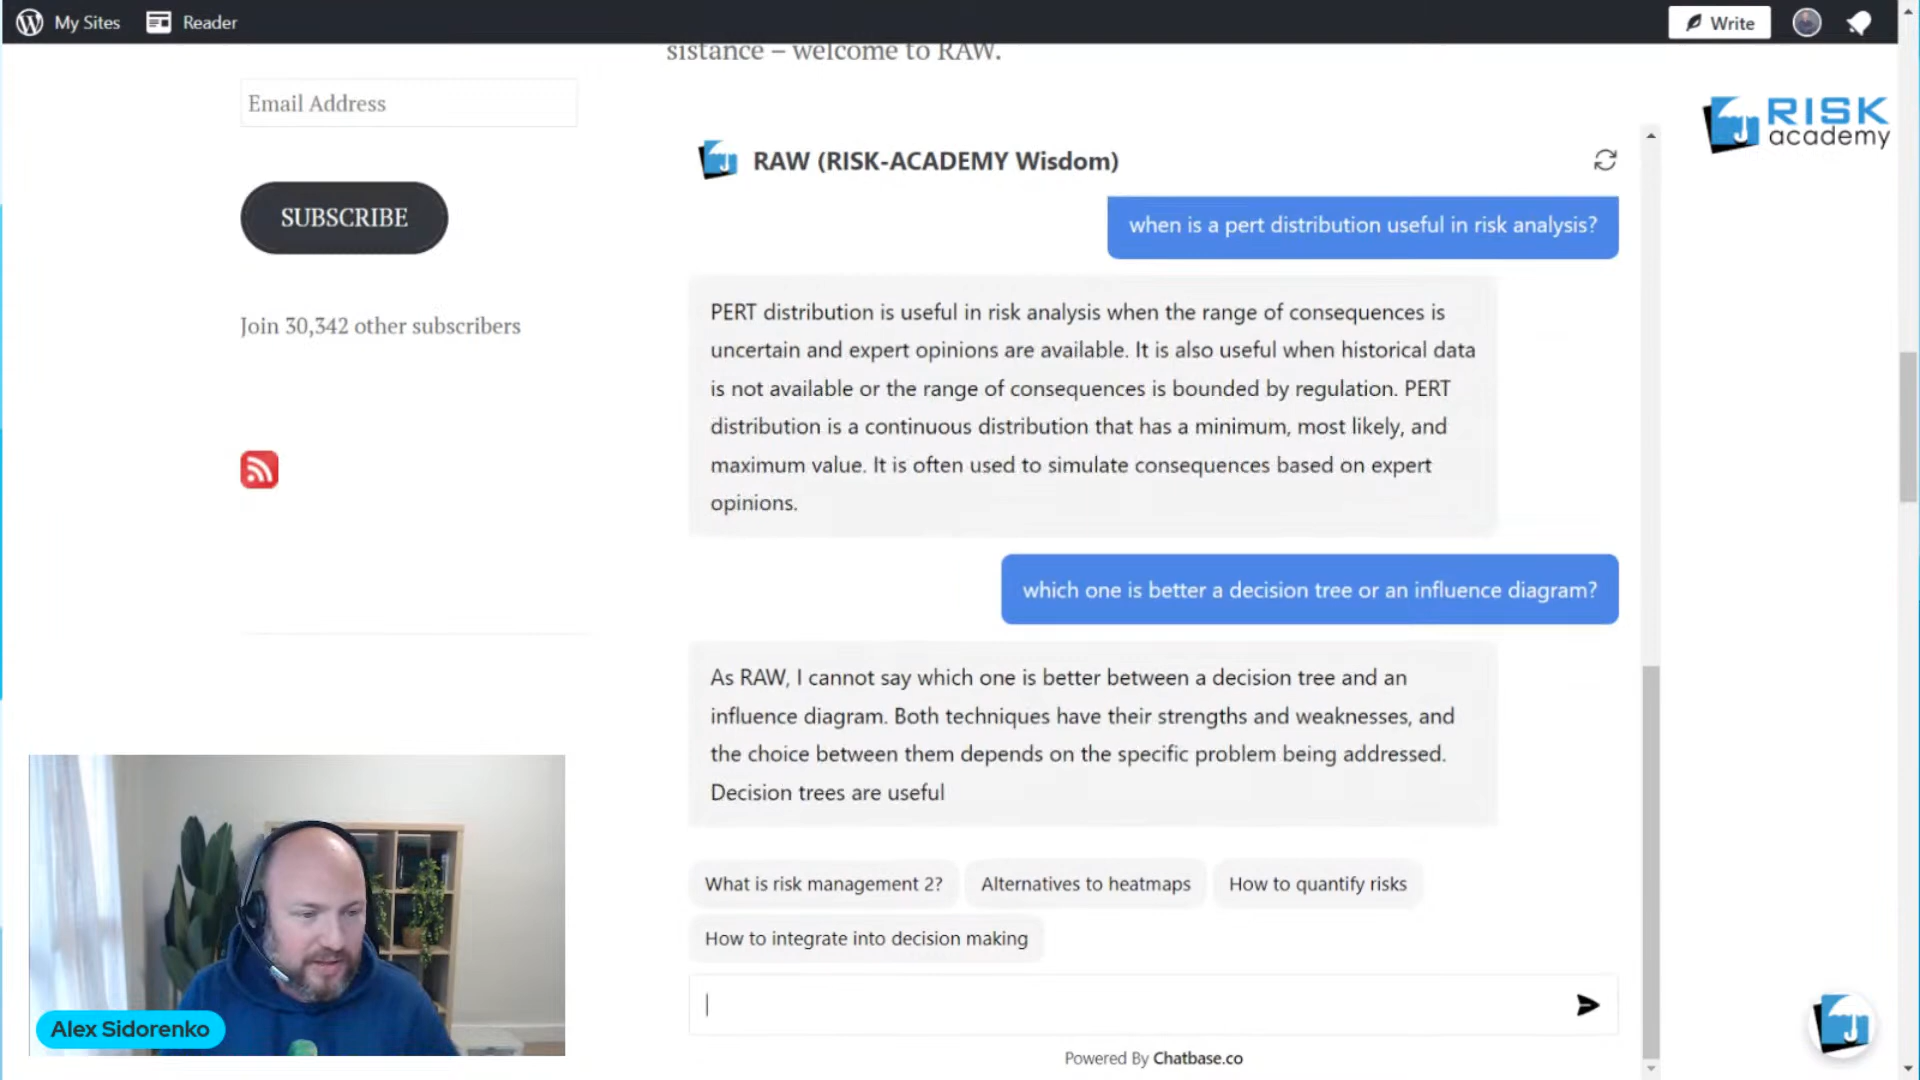 My Sites
Reader
Write
sistance – welcome to RAW.
Email Address
SUBSCRIBE
Join 30,342 other subscribers
RISK
academy
RAW (RISK-ACADEMY Wisdom)
when is a pert distribution useful in risk analysis?
PERT distribution is useful in risk analysis when the range of consequences is
uncertain and expert opinions are available. It is also useful when historical data
is not available or the range of consequences is bounded by regulation. PERT
distribution is a continuous distribution that has a minimum, most likely, and
maximum value. It is often used to simulate consequences based on expert
opinions.
which one is better a decision tree or an influence diagram?
As RAW, I cannot say which one is better between a decision tree and an
influence diagram. Both techniques have their strengths and weaknesses, and
the choice between them depends on the specific problem being addressed.
Decision trees are useful
What is risk management 2?
Alternatives to heatmaps
How to quantify risks
How to integrate into decision making
Powered By Chatbase.co
Alex Sidorenko